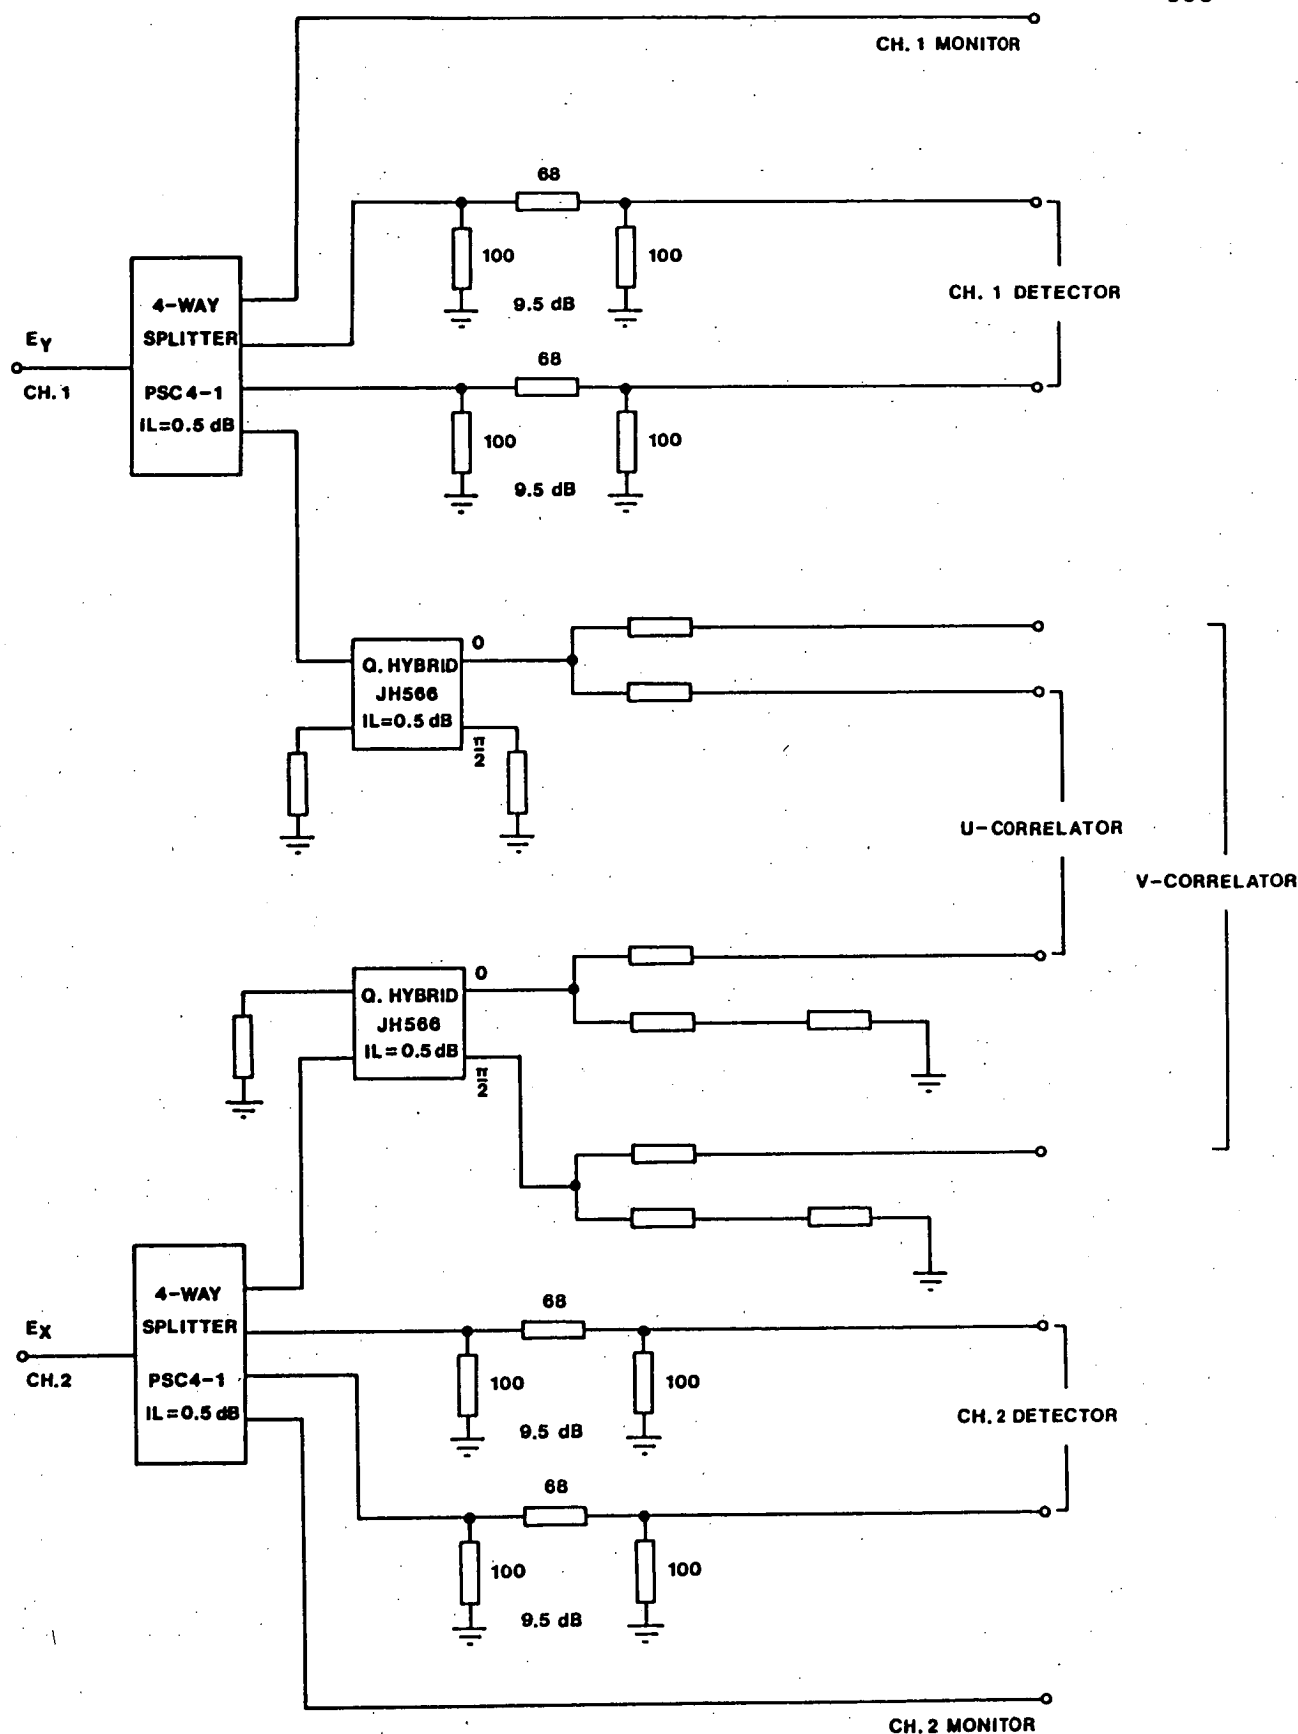 CH. 1 MONITOR
68
100
100
9.5 dB
CH. 1 DETECTOR
4-WAY
SPLITTER
PSC4-1
IL=0.5 dB
EY
CH.1
68
100
100
9.5 dB
Q. HYBRID
JH566
IL=0.5 dB
0
π
2
U-CORRELATOR
V-CORRELATOR
Q. HYBRID
JH566
IL=0.5 dB
0
π
2
4-WAY
SPLITTER
PSC4-1
IL=0.5 dB
EX
CH.2
68
100
100
9.5 dB
CH.2 DETECTOR
68
100
100
9.5 dB
CH.2 MONITOR